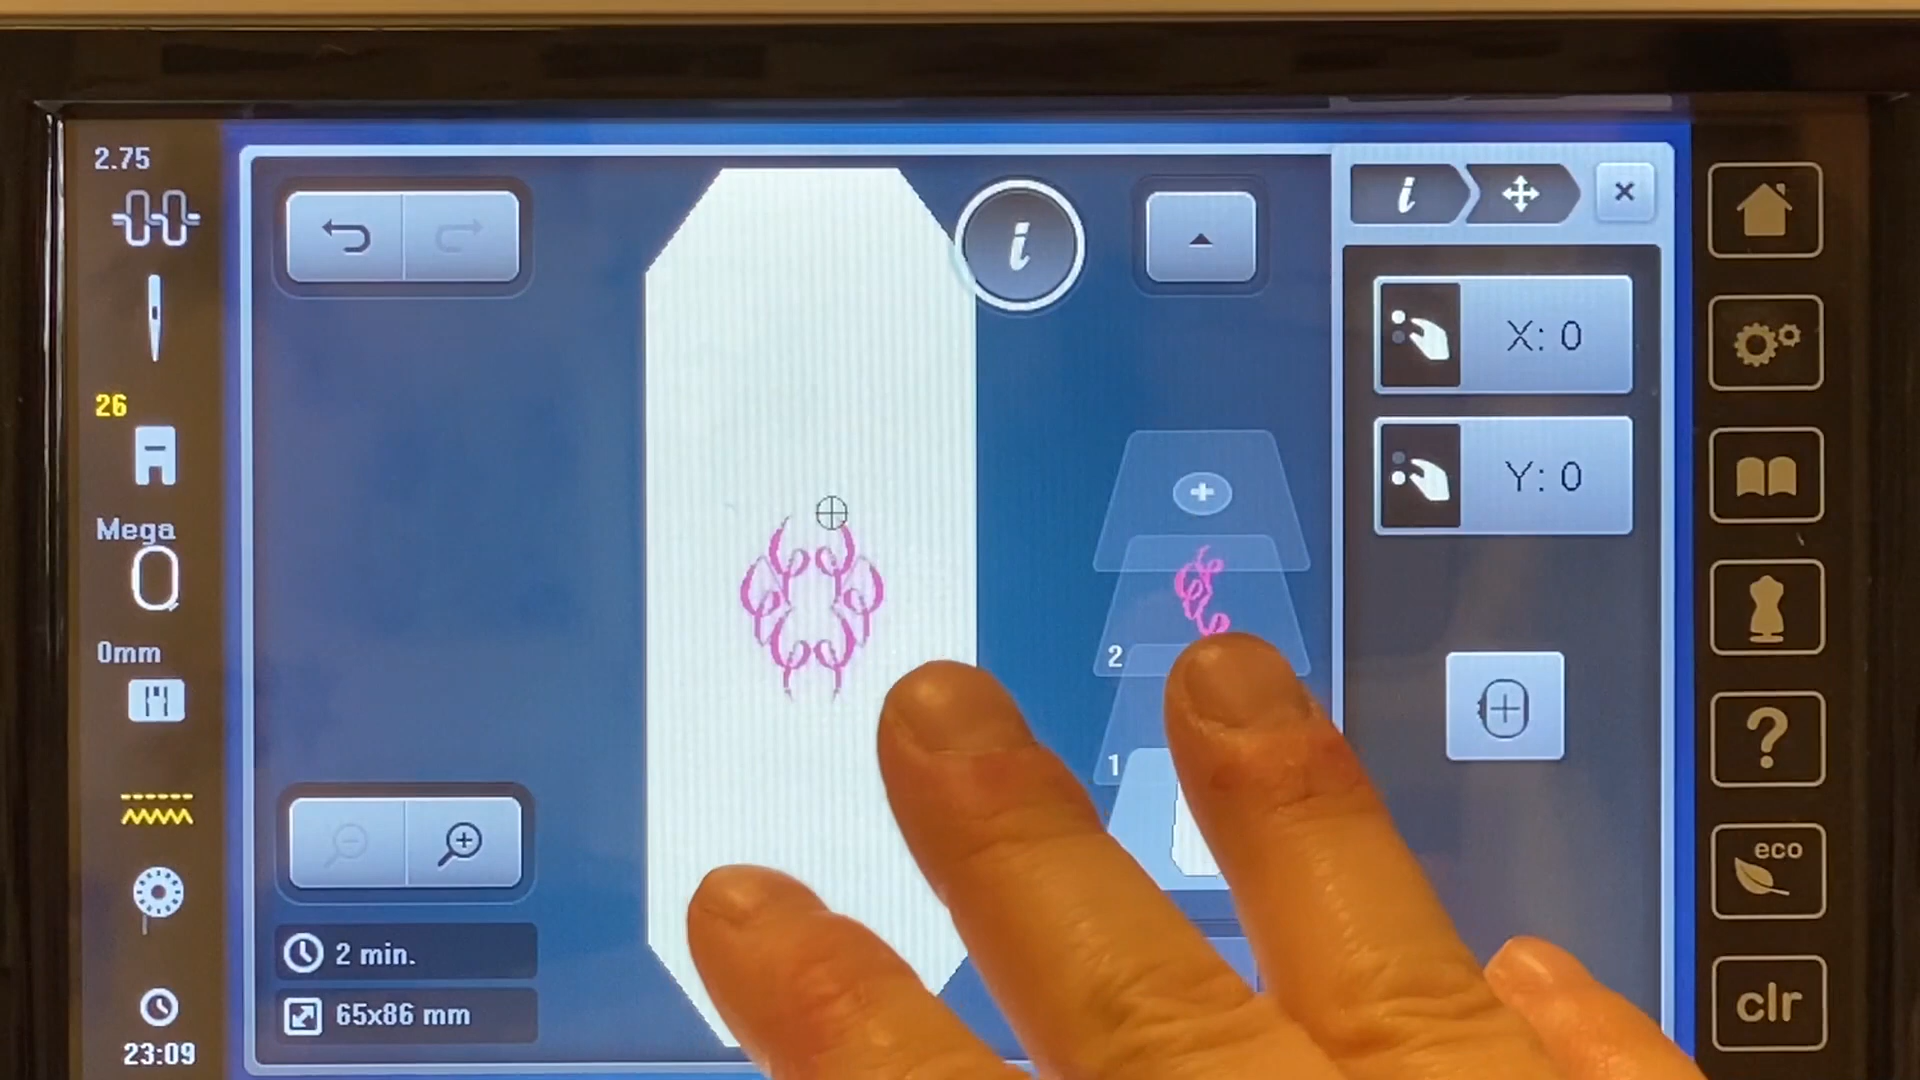 2.75
26
Mega
0mm
23:09
i
2 min.
65x86 mm
2
1
i
X: 0
Y: 0
?
eco
clr